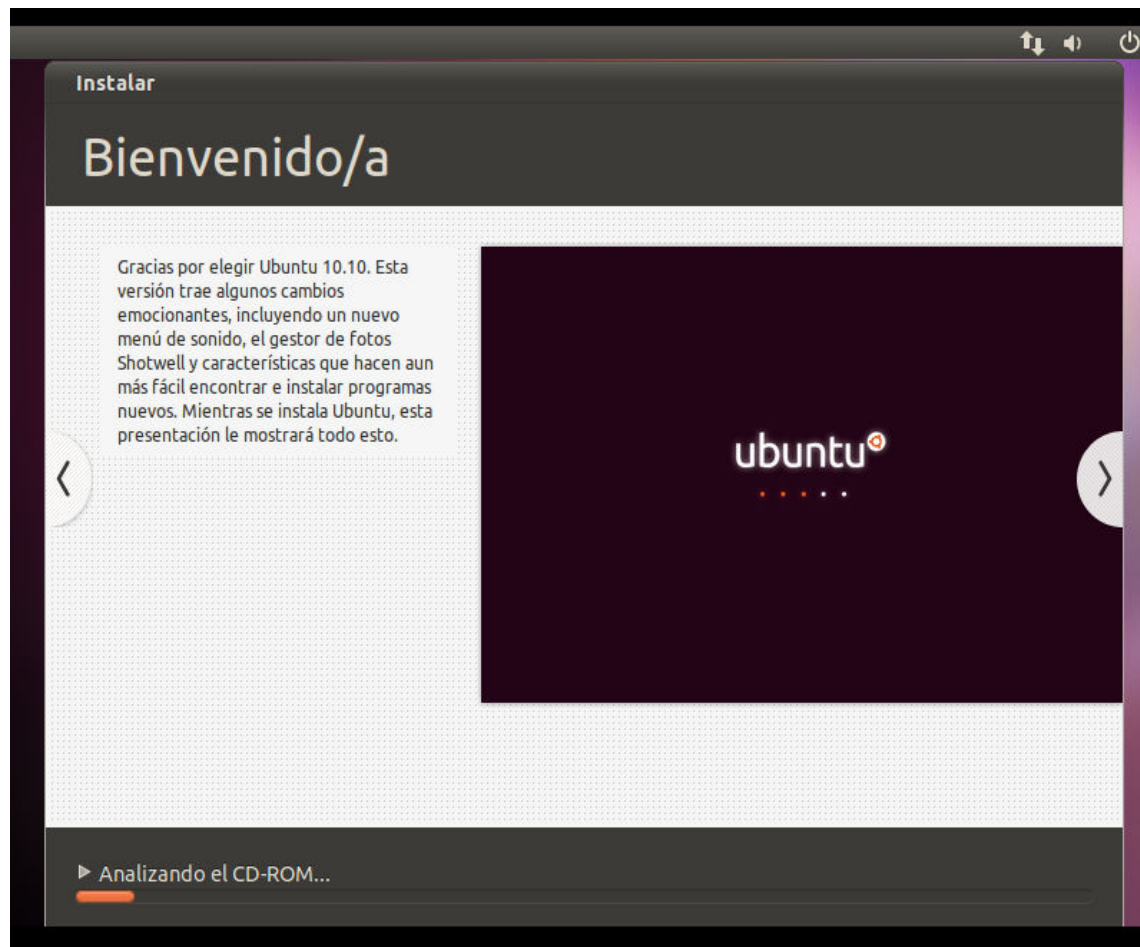 Instalar
Bienvenido/a
Gracias por elegir Ubuntu 10.10. Esta
versión trae algunos cambios
emocionantes, incluyendo un nuevo
menú de sonido, el gestor de fotos
Shotwell y características que hacen aun
más fácil encontrar e instalar programas
nuevos. Mientras se instala Ubuntu, esta
presentación le mostrará todo esto.
ubuntu
Analizando el CD-ROM...